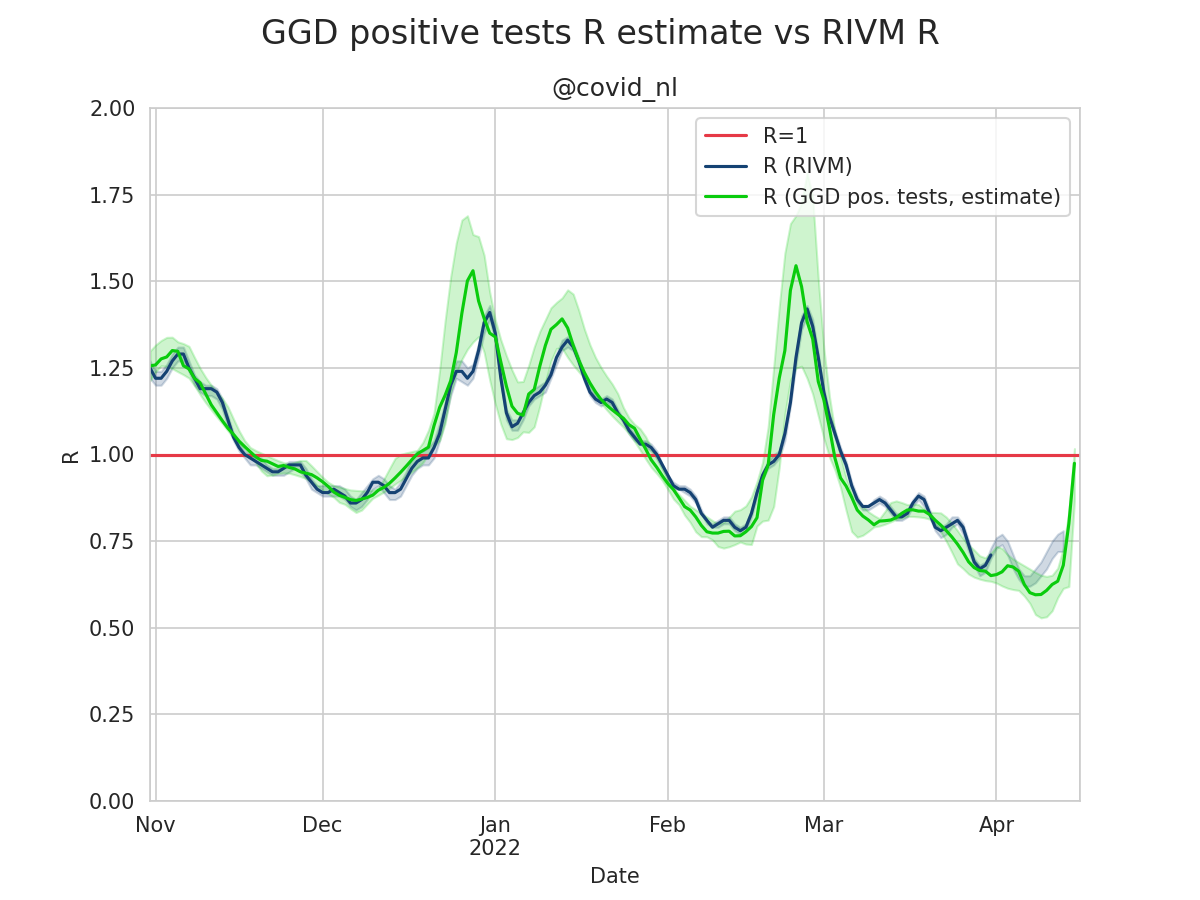 GGD positive tests R estimate vs RIVM R
@covid_nl
R=1
R (RIVM)
R (GGD pos. tests, estimate)
2.00
1.75
1.50
1.25
1.00
0.75
0.50
0.25
0.00
R
Nov Dec Jan Feb Mar Apr
2022
Date